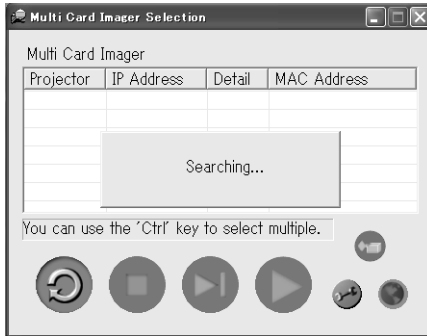 Multi Card Imager Selection
Multi Card Imager
Projector IP Address Detail MAC Address
Searching...
You can use the 'Ctrl' key to select multiple.